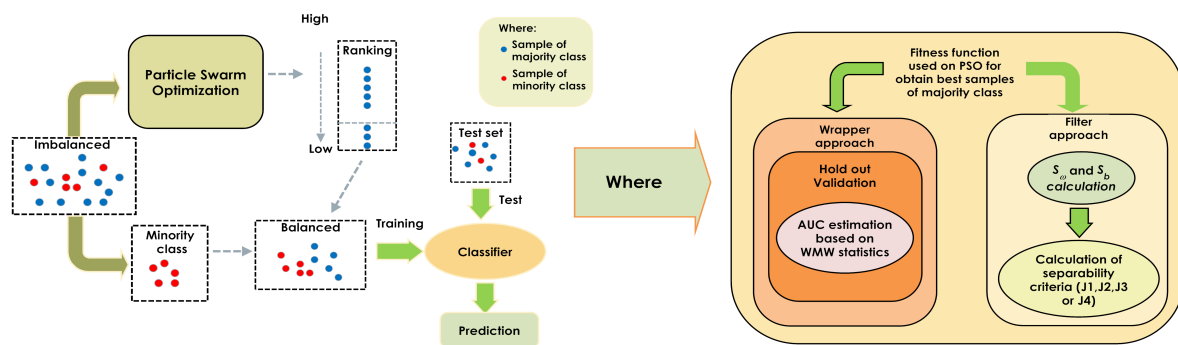 High
Ranking
Low
Particle Swarm
Optimization
Where:
Sample of
majority class
Sample of
minority class
Imbalanced
Minority
class
Balanced
Training
Test set
Test
Classifier
Prediction
Where
Fitness function
used on PSO for
obtain best samples
of majority class
Wrapper
approach
Hold out
Validation
AUC estimation
based on
WMW statistics
Filter
approach
S_ω and S_b
calculation
Calculation of
separability
criteria (J1,J2,J3
or J4)